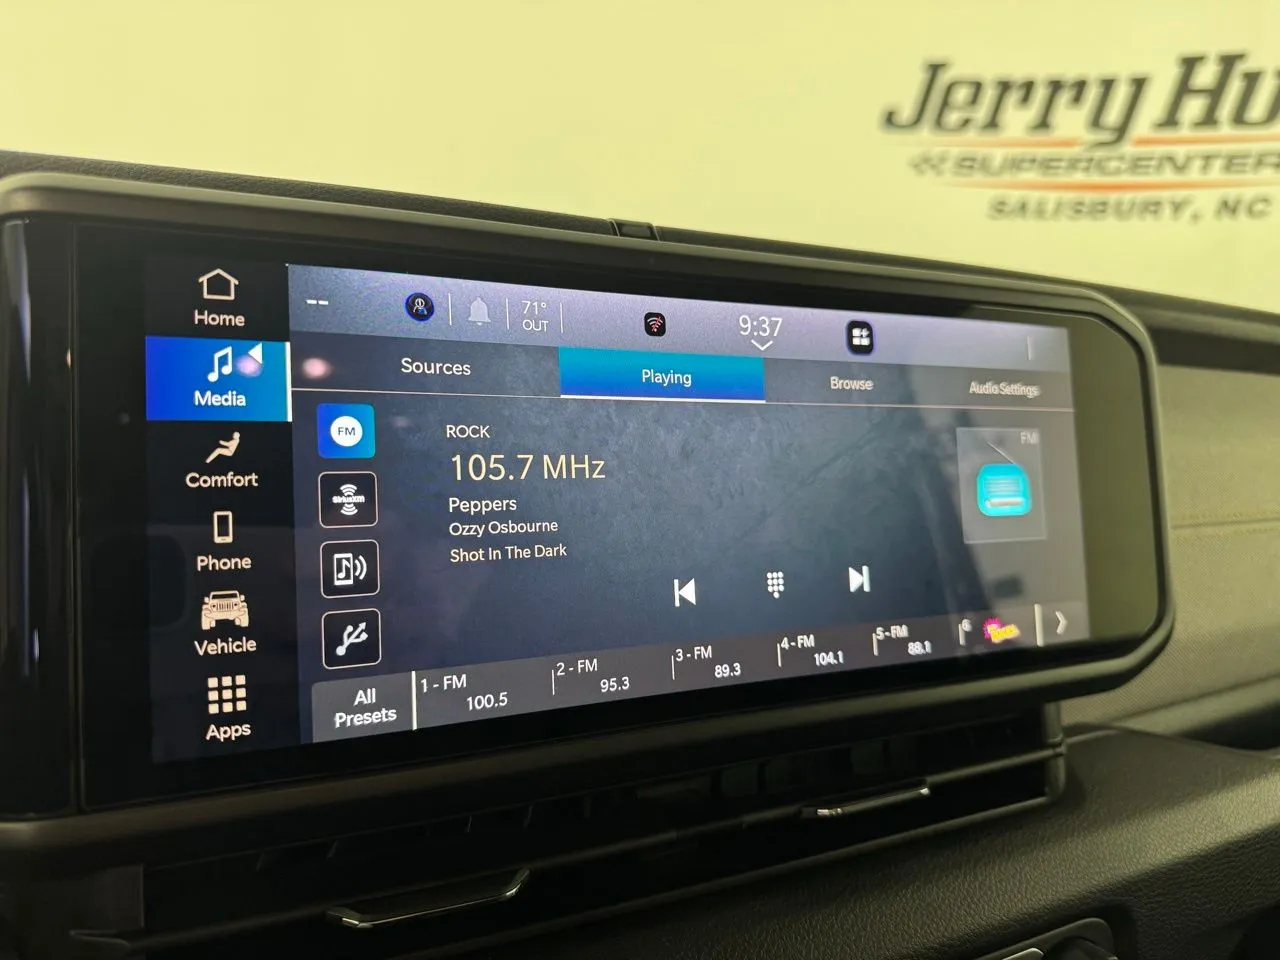 Jerry Hu
SUPERCENTER
SALISBURY, NC
Home
Media
Comfort
Phone
Vehicle
Apps
--
71°
OUT
9:37
Sources
Playing
Browse
Audio Settings
FM
SiriusXM
ROCK
105.7 MHz
Peppers
Ozzy Osbourne
Shot In The Dark
FM
All
Presets
1 - FM
100.5
2 - FM
95.3
3 - FM
89.3
4 - FM
104.1
5 - FM
88.1
6